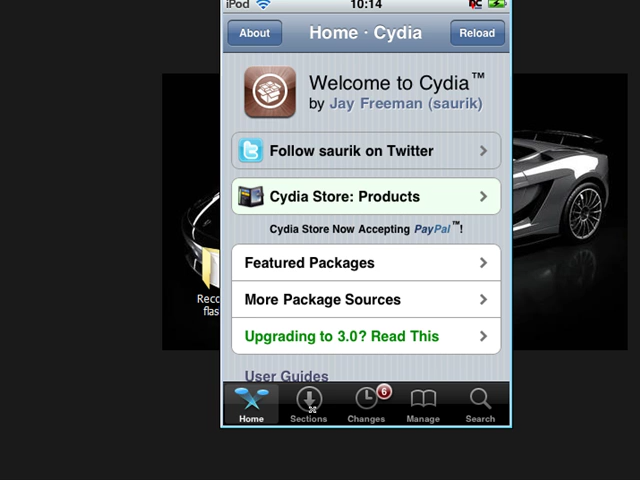 iPod 10:14
About Home · Cydia Reload
Welcome to Cydia™
by Jay Freeman (saurik)
Follow saurik on Twitter
Cydia Store: Products
Cydia Store Now Accepting PayPal™!
Featured Packages
More Package Sources
Upgrading to 3.0? Read This
User Guides
6
Home Sections Changes Manage Search